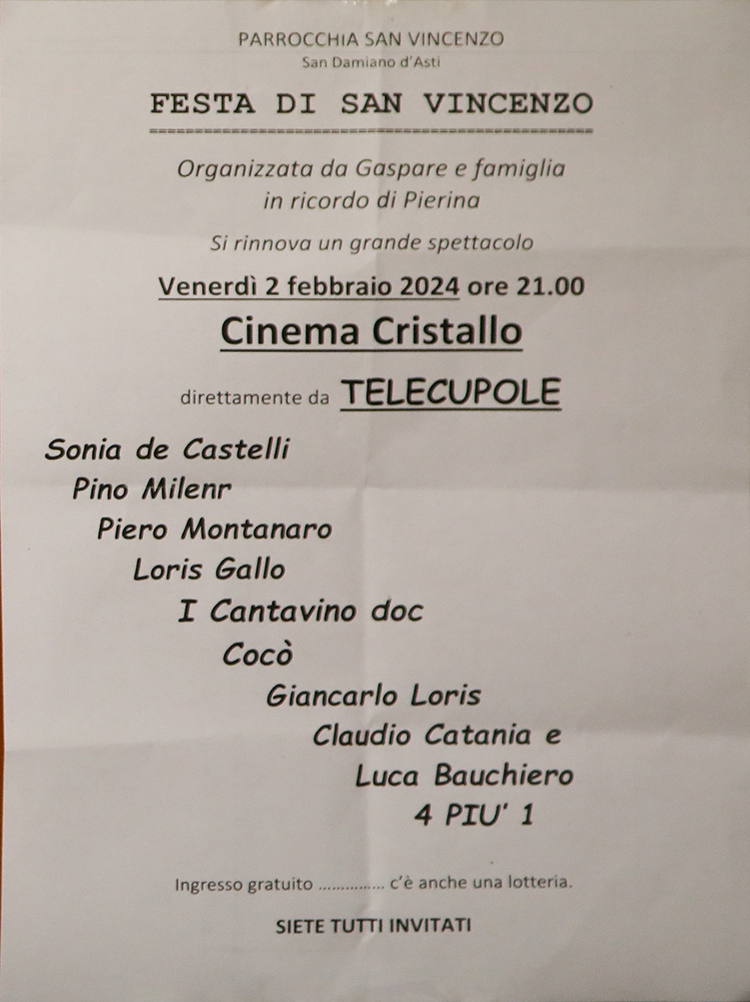 PARROCCHIA SAN VINCENZO
San Damiano d'Asti
FESTA DI SAN VINCENZO
Organizzata da Gaspare e famiglia
in ricordo di Pierina
Si rinnova un grande spettacolo
Venerdì 2 febbraio 2024 ore 21.00
Cinema Cristallo
direttamente da TELECUPOLE
Sonia de Castelli
Pino Milenr
Piero Montanaro
Loris Gallo
I Cantavino doc
Cocò
Giancarlo Loris
Claudio Catania e
Luca Bauchiero
4 PIU' 1
Ingresso gratuito ............... c'è anche una lotteria.
SIETE TUTTI INVITATI